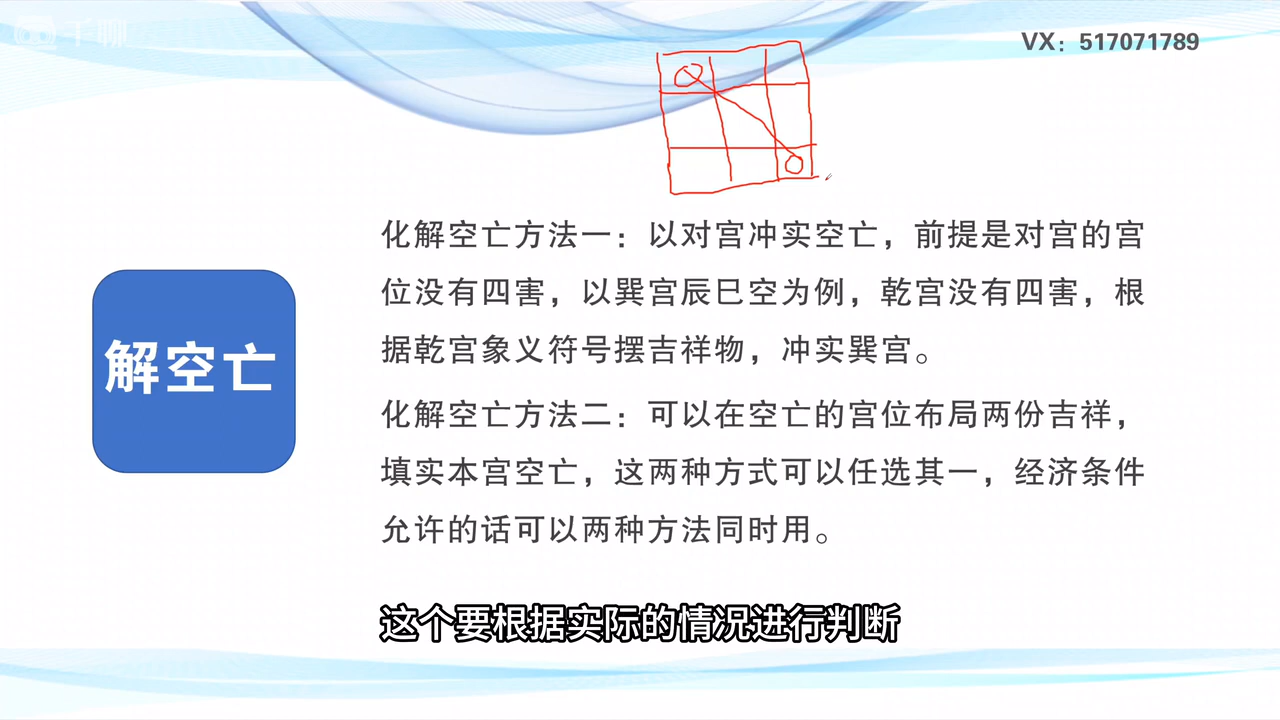 千聊
VX：517071789
化解空亡方法一：以对宫冲实空亡，前提是对宫的宫
位没有四害，以巽宫辰巳空为例，乾宫没有四害，根
据乾宫象义符号摆吉祥物，冲实巽宫。
解空亡
化解空亡方法二：可以在空亡的宫位布局两份吉祥，
填实本宫空亡，这两种方式可以任选其一，经济条件
允许的话可以两种方法同时用。
这个要根据实际的情况进行判断